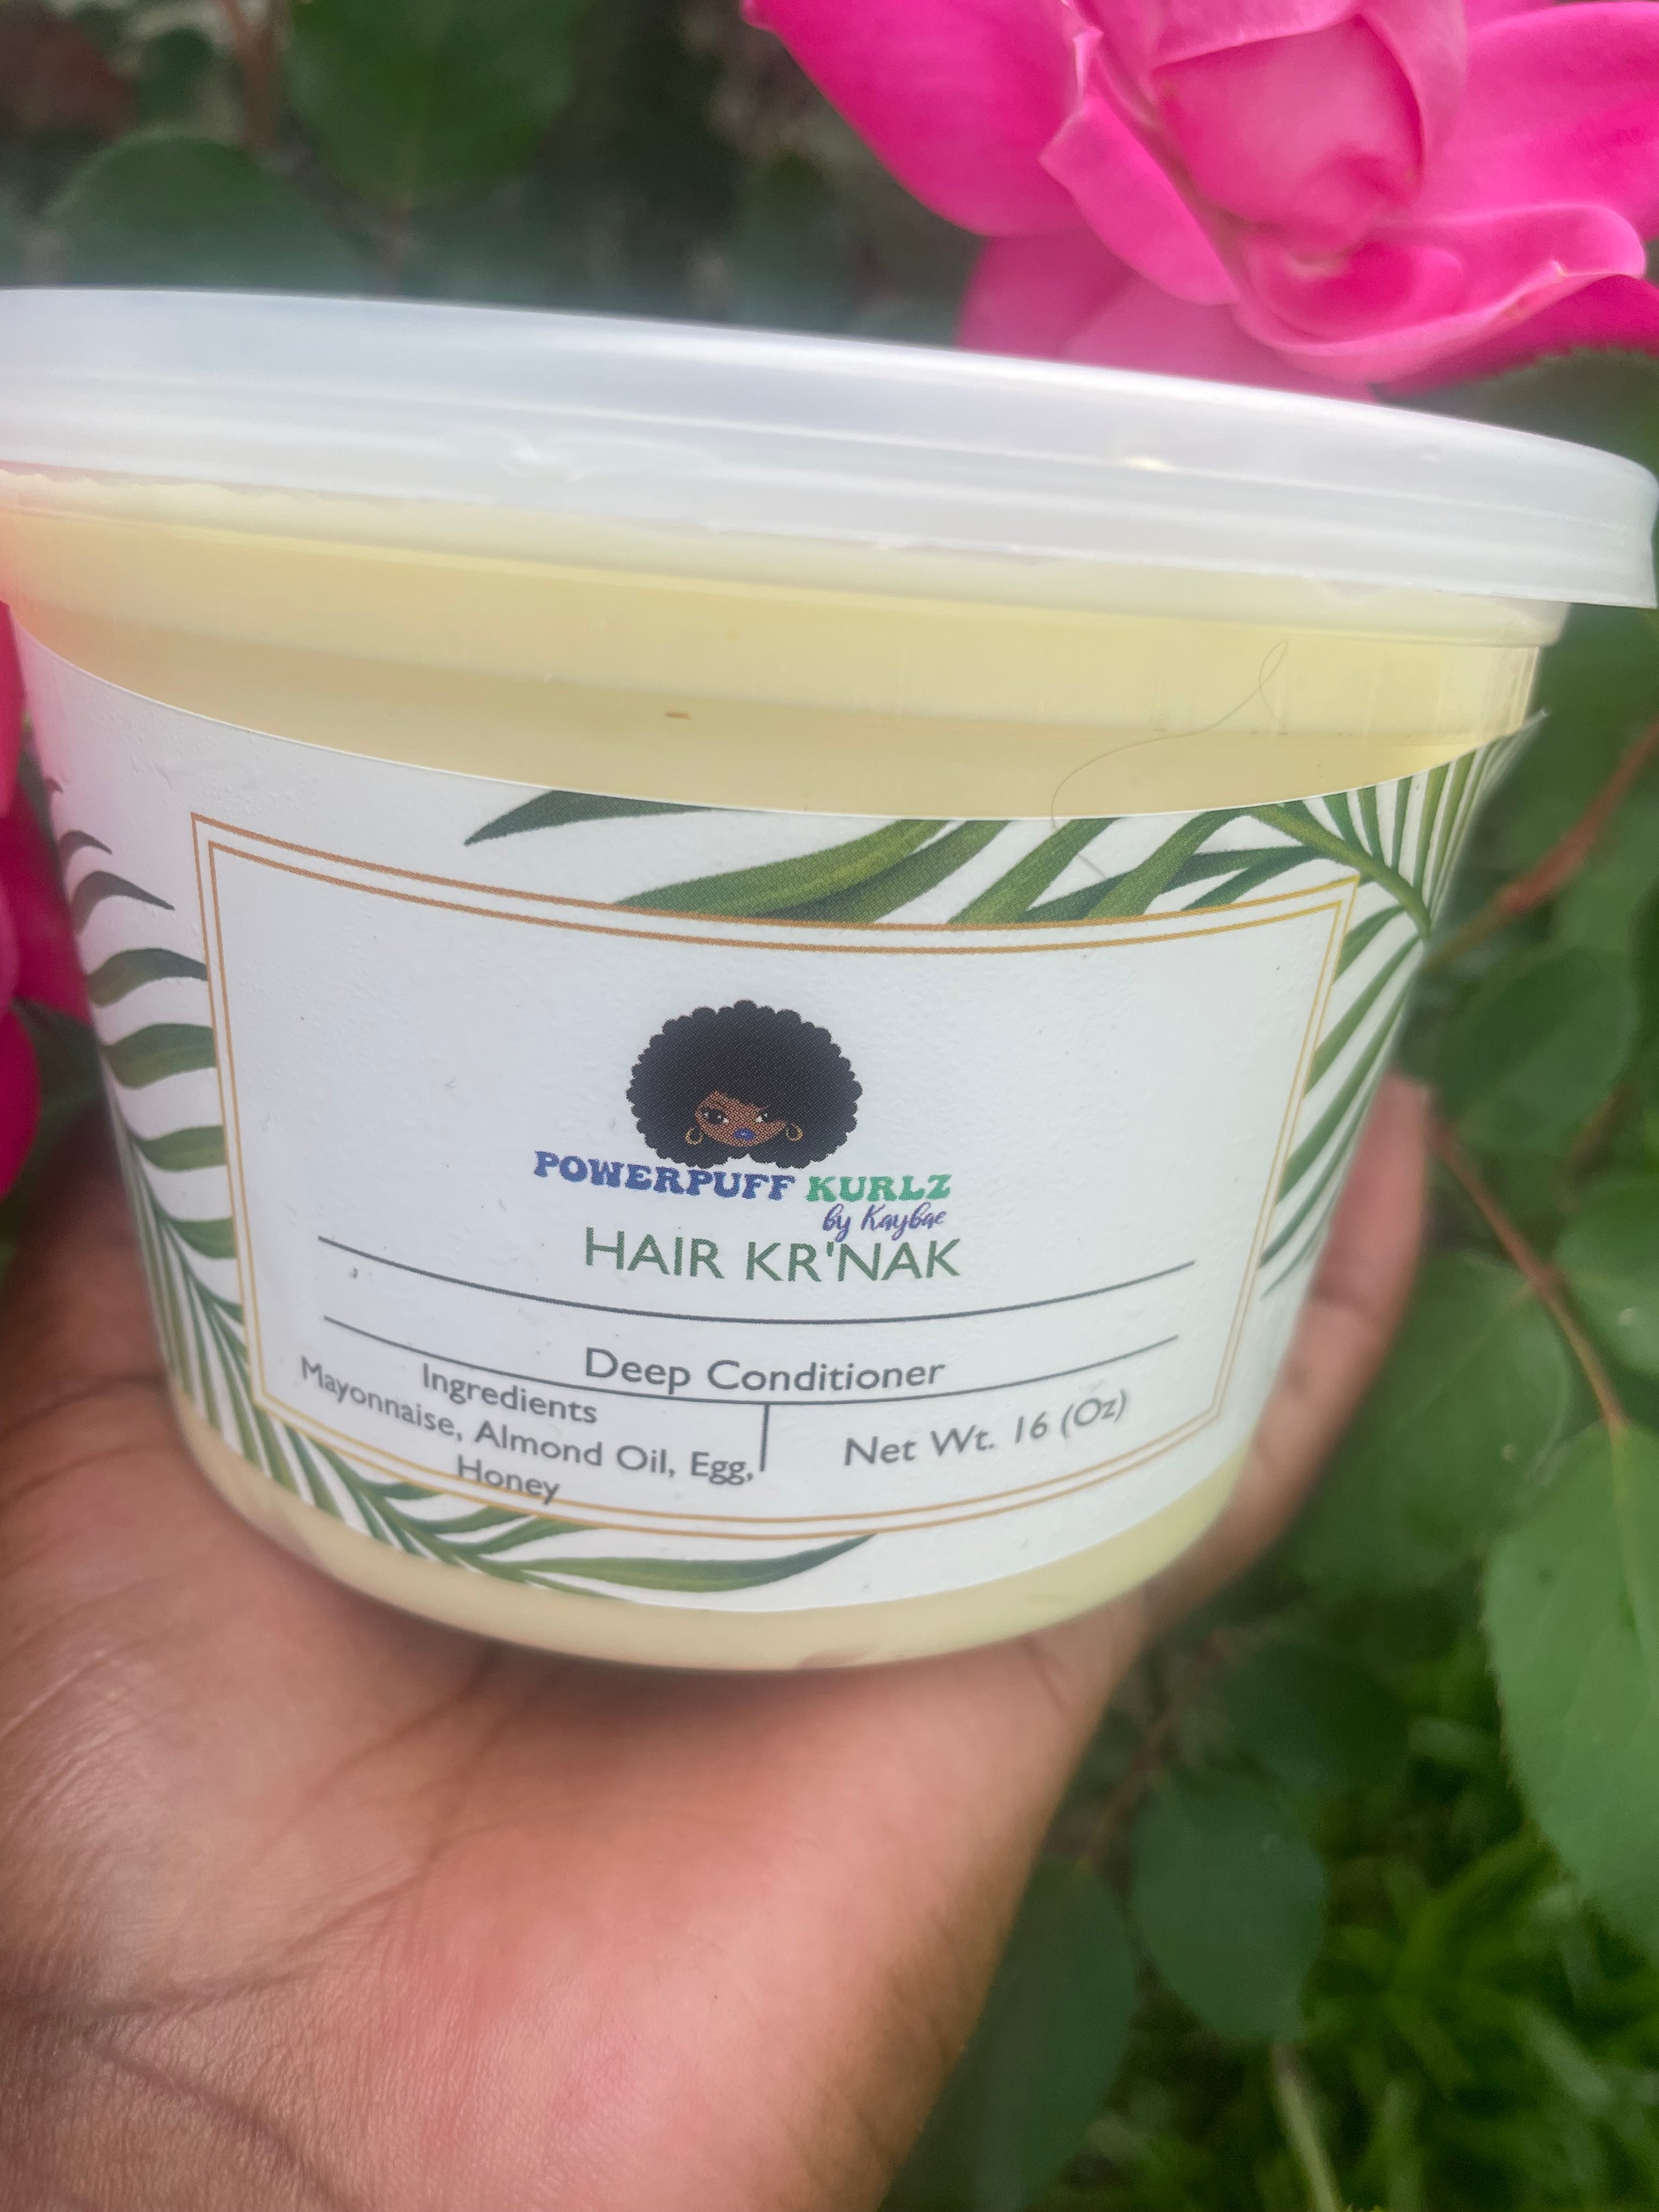 POWERPUFF KURLZ
by Kaybae
HAIR KR'NAK
Deep Conditioner
Ingredients
Mayonnaise, Almond Oil, Egg,
Honey
Net Wt. 16 (Oz)